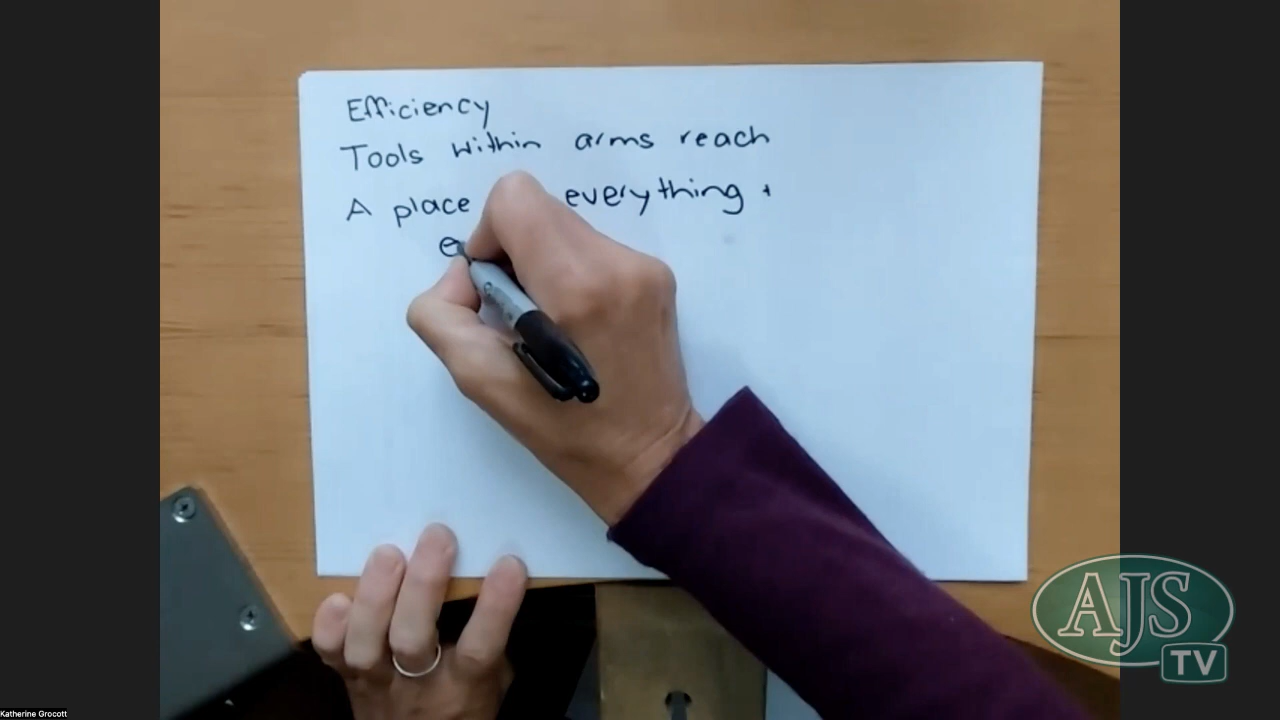 Efficiency
Tools within arms reach
A place everything +
e
AJS
TV
Katherine Grocott